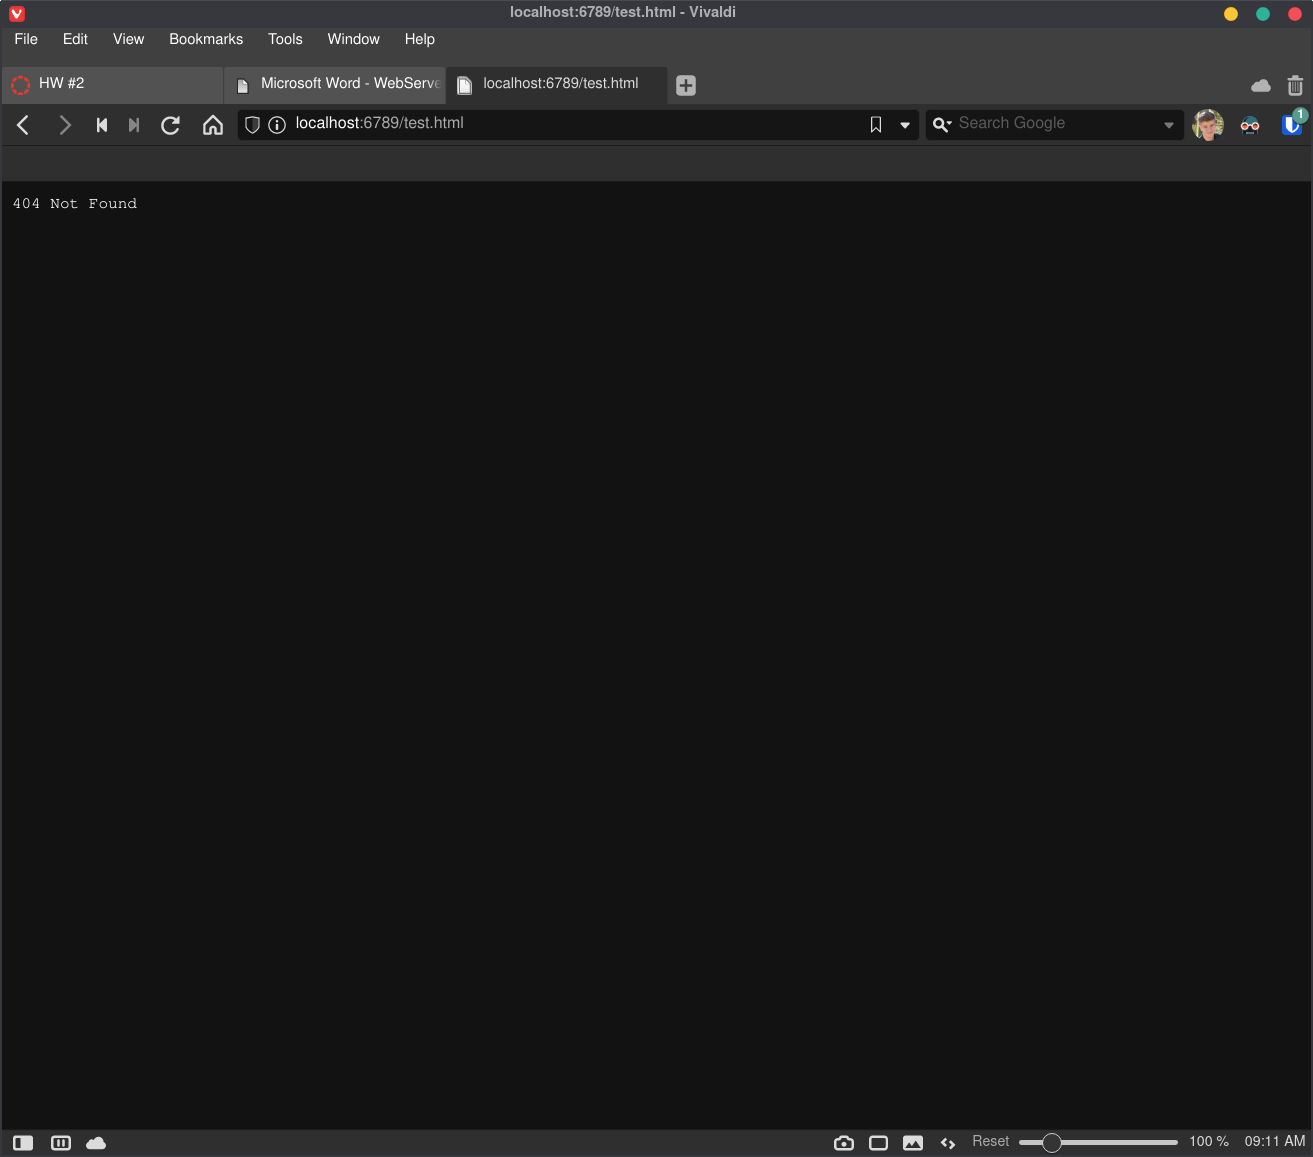 localhost:6789/test.html - Vivaldi
File Edit View Bookmarks Tools Window Help
HW #2 Microsoft Word - WebServe localhost:6789/test.html
localhost:6789/test.html Search Google 1
404 Not Found
Reset 100 % 09:11 AM